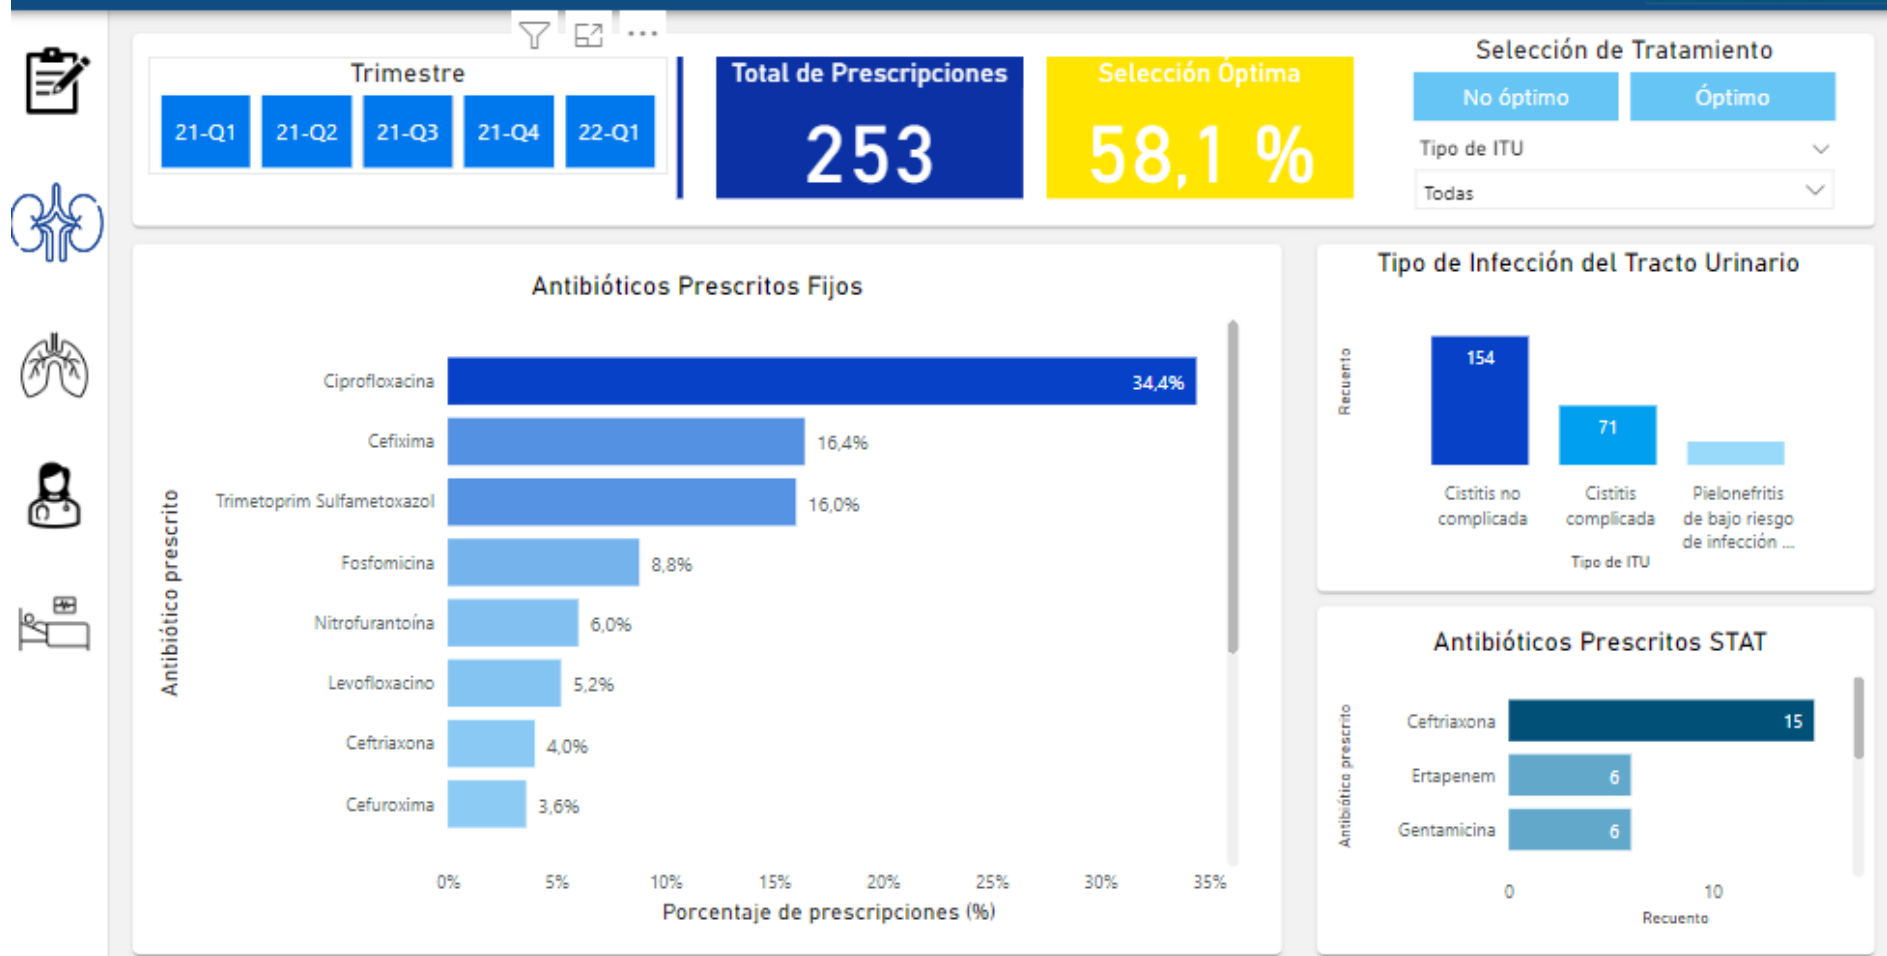 Trimestre
21-Q1
21-Q2
21-Q3
21-Q4
22-Q1
Total de Prescripciones
253
Selección Óptima
58,1 %
Selección de Tratamiento
No óptimo
Óptimo
Tipo de ITU
Todas
Antibióticos Prescritos Fijos
Antibiótico prescrito
Ciprofloxacina
34,4%
Cefixima
16,4%
Trimetoprim Sulfametoxazol
16,0%
Fosfomicina
8,8%
Nitrofurantoína
6,0%
Levofloxacino
5,2%
Ceftriaxona
4,0%
Cefuroxima
3,6%
0%
5%
10%
15%
20%
25%
30%
35%
Porcentaje de prescripciones (%)
Tipo de Infección del Tracto Urinario
Recuento
154
71
Cistitis no
complicada
Cistitis
complicada
Pielonefritis
de bajo riesgo
de infección ...
Tipo de ITU
Antibióticos Prescritos STAT
Antibiótico prescrito
Ceftriaxona
15
Ertapenem
6
Gentamicina
6
0
10
Recuento